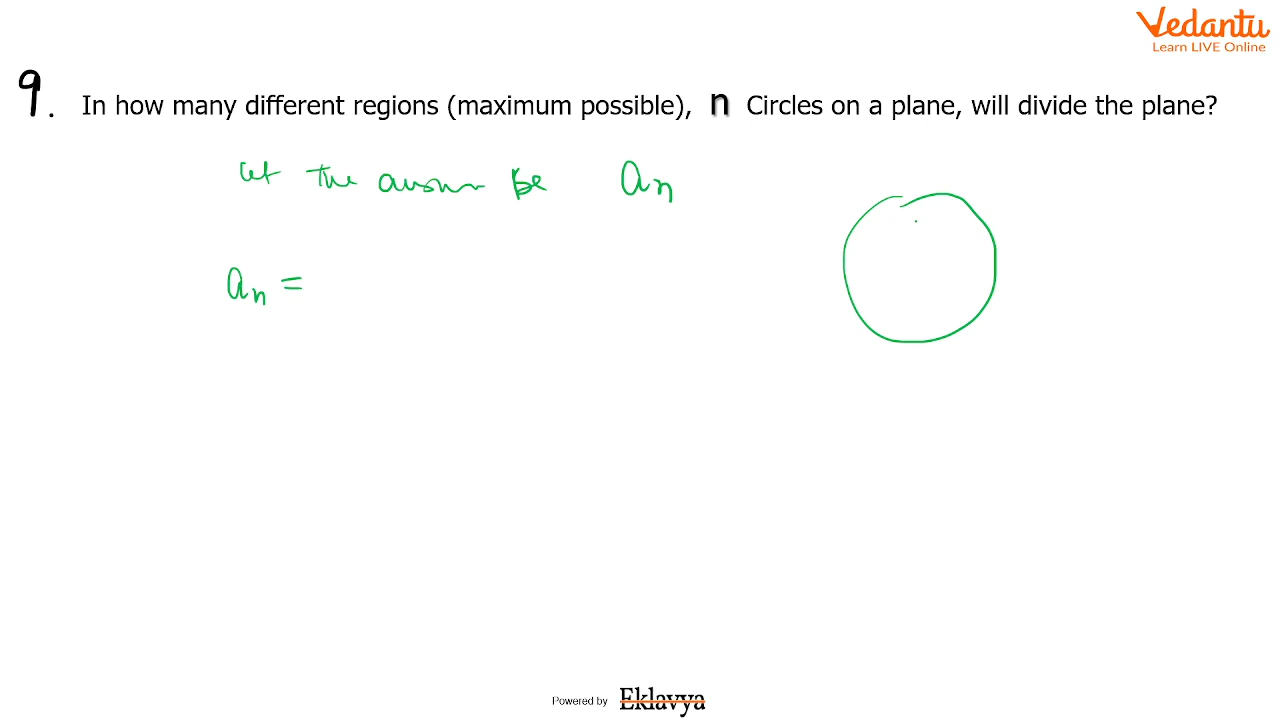 Vedantu
Learn LIVE Online
9. In how many different regions (maximum possible), n Circles on a plane, will divide the plane?
Let the answer be an
an =
Powered by Eklavya